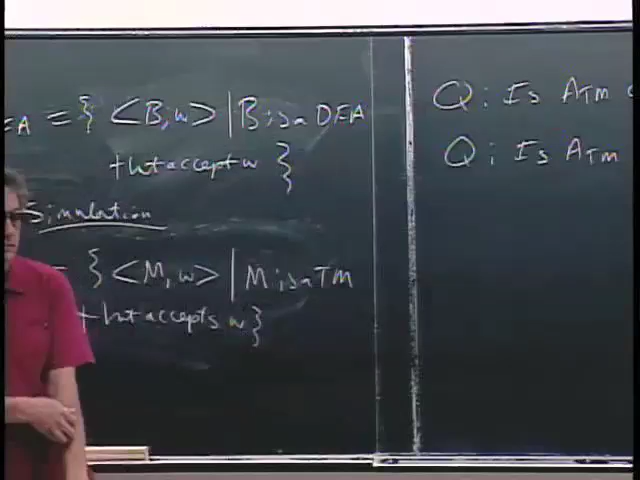 FA = { <B,w> | B is a DFA
that accept w }
Simulation
= { <M, w> | M is a TM
that accepts w }
Q: Is ATM
Q: Is ATM